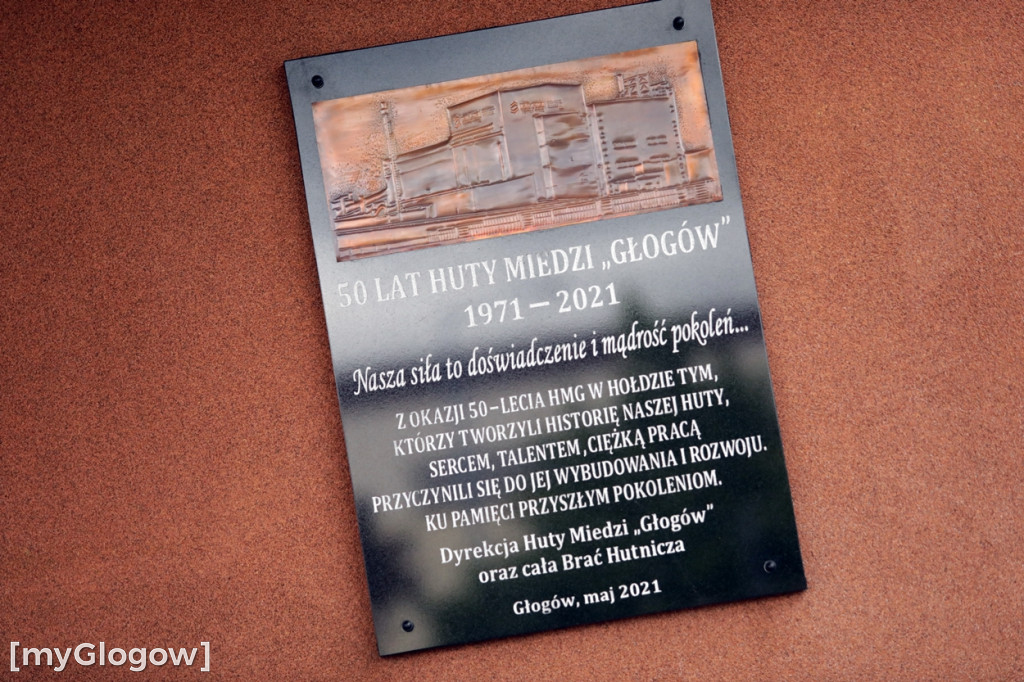 50 LAT HUTY MIEDZI „GŁOGÓW”
1971 – 2021
Nasza siła to doświadczenie i mądrość pokoleń...
Z OKAZJI 50–LECIA HMG W HOŁDZIE TYM,
KTÓRZY TWORZYLI HISTORIĘ NASZEJ HUTY,
SERCEM, TALENTEM, CIĘŻKĄ PRACĄ
PRZYCZYNILI SIĘ DO JEJ WYBUDOWANIA I ROZWOJU.
KU PAMIĘCI PRZYSZŁYM POKOLENIOM.
Dyrekcja Huty Miedzi „Głogów”
oraz cała Brać Hutnicza
Głogów, maj 2021
[myGlogow]